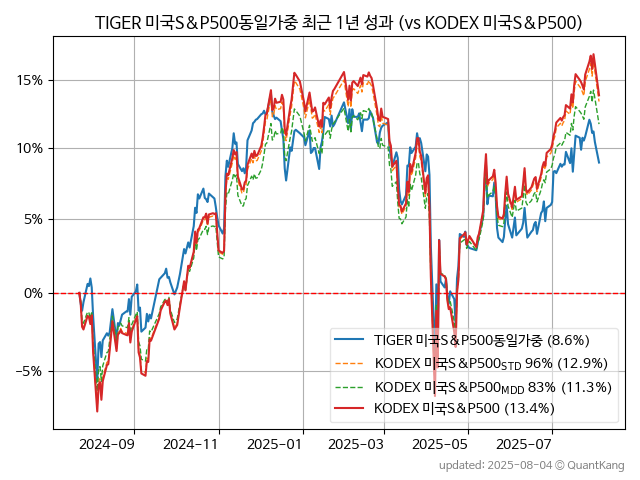 TIGER 미국S&P500동일가중 최근 1년 성과 (vs KODEX 미국S&P500)
15%
10%
5%
0%
−5%
TIGER 미국S&P500동일가중 (8.6%)
KODEX 미국S&P500STD 96% (12.9%)
KODEX 미국S&P500MDD 83% (11.3%)
KODEX 미국S&P500 (13.4%)
2024-09 2024-11 2025-01 2025-03 2025-05 2025-07
updated: 2025-08-04 © QuantKang